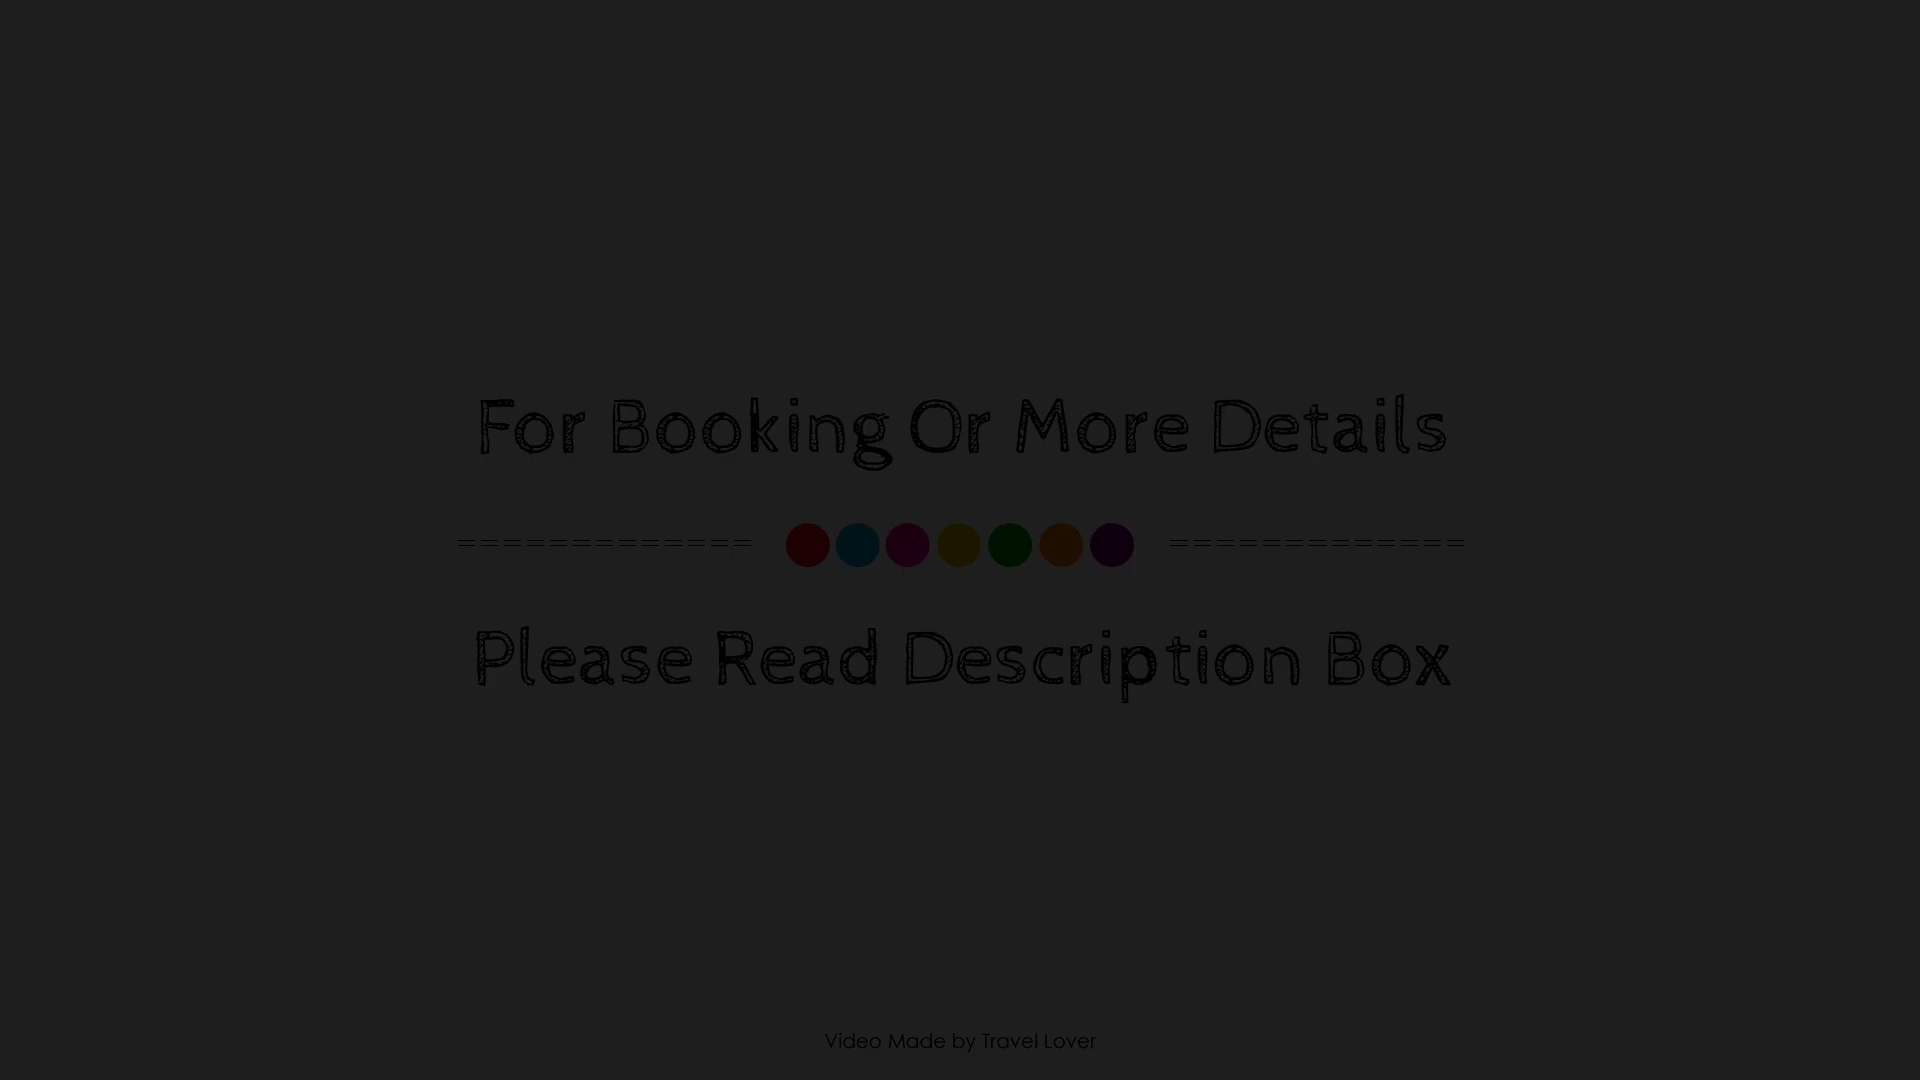 For Booking Or More Details
============= =============
Please Read Description Box
Video Made by Travel Lover